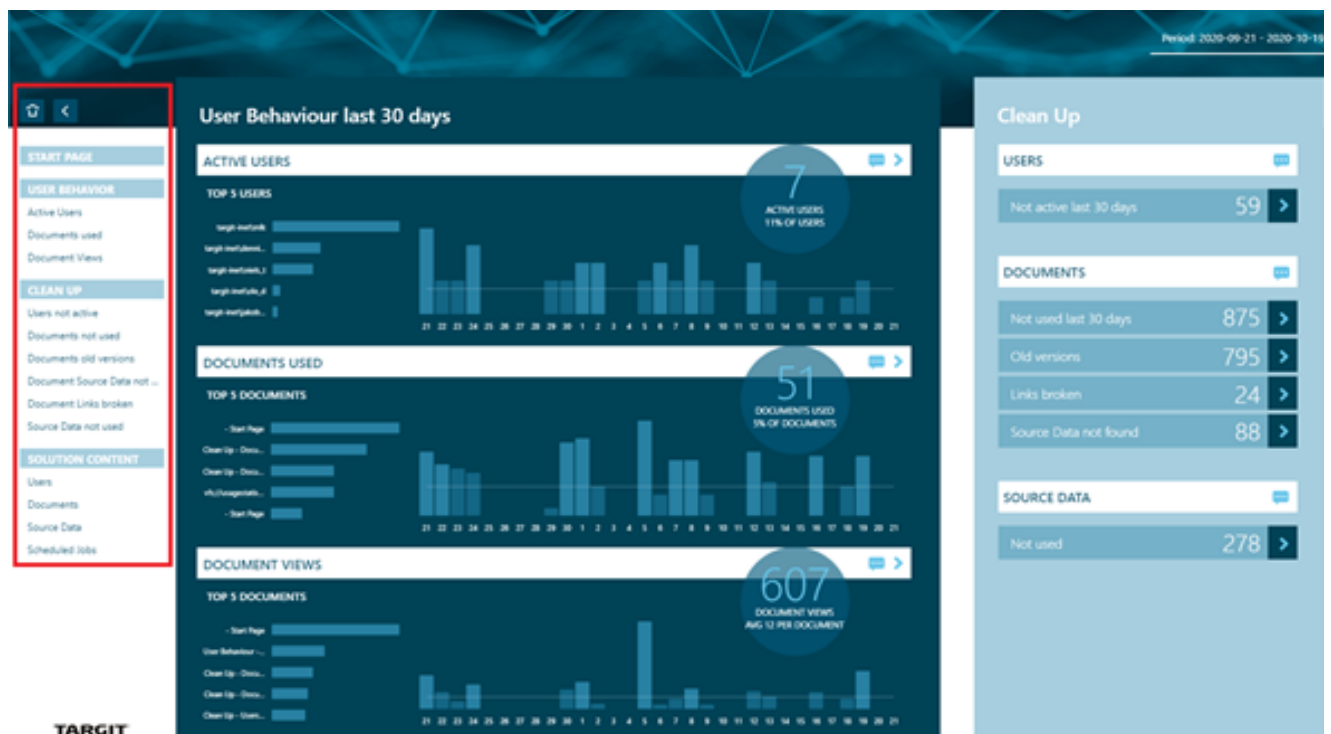 Period: 2020-09-21 - 2020-10-19
START PAGE
USER BEHAVIOR
Active Users
Documents used
Document Views
CLEAN UP
Users not active
Documents not used
Documents old versions
Document Source Data not ...
Document Links broken
Source Data not used
SOLUTION CONTENT
Users
Documents
Source Data
Scheduled Jobs
TARGIT
User Behaviour last 30 days
ACTIVE USERS
7
ACTIVE USERS
11% OF USERS
TOP 5 USERS
21 22 23 24 25 26 27 28 29 30 1 2 3 4 5 6 7 8 9 10 11 12 13 14 15 16 17 18 19 20 21
DOCUMENTS USED
51
DOCUMENTS USED
5% OF DOCUMENTS
TOP 5 DOCUMENTS
- Start Page
Clean Up - Docu...
Clean Up - Docu...
- Start Page
21 22 23 24 25 26 27 28 29 30 1 2 3 4 5 6 7 8 9 10 11 12 13 14 15 16 17 18 19 20 21
DOCUMENT VIEWS
607
DOCUMENT VIEWS
AVG 12 PER DOCUMENT
TOP 5 DOCUMENTS
- Start Page
User Behaviour -...
Clean Up - Docu...
Clean Up - Docu...
Clean Up - Users...
21 22 23 24 25 26 27 28 29 30 1 2 3 4 5 6 7 8 9 10 11 12 13 14 15 16 17 18 19 20 21
Clean Up
USERS
Not active last 30 days 59
DOCUMENTS
Not used last 30 days 875
Old versions 795
Links broken 24
Source Data not found 88
SOURCE DATA
Not used 278